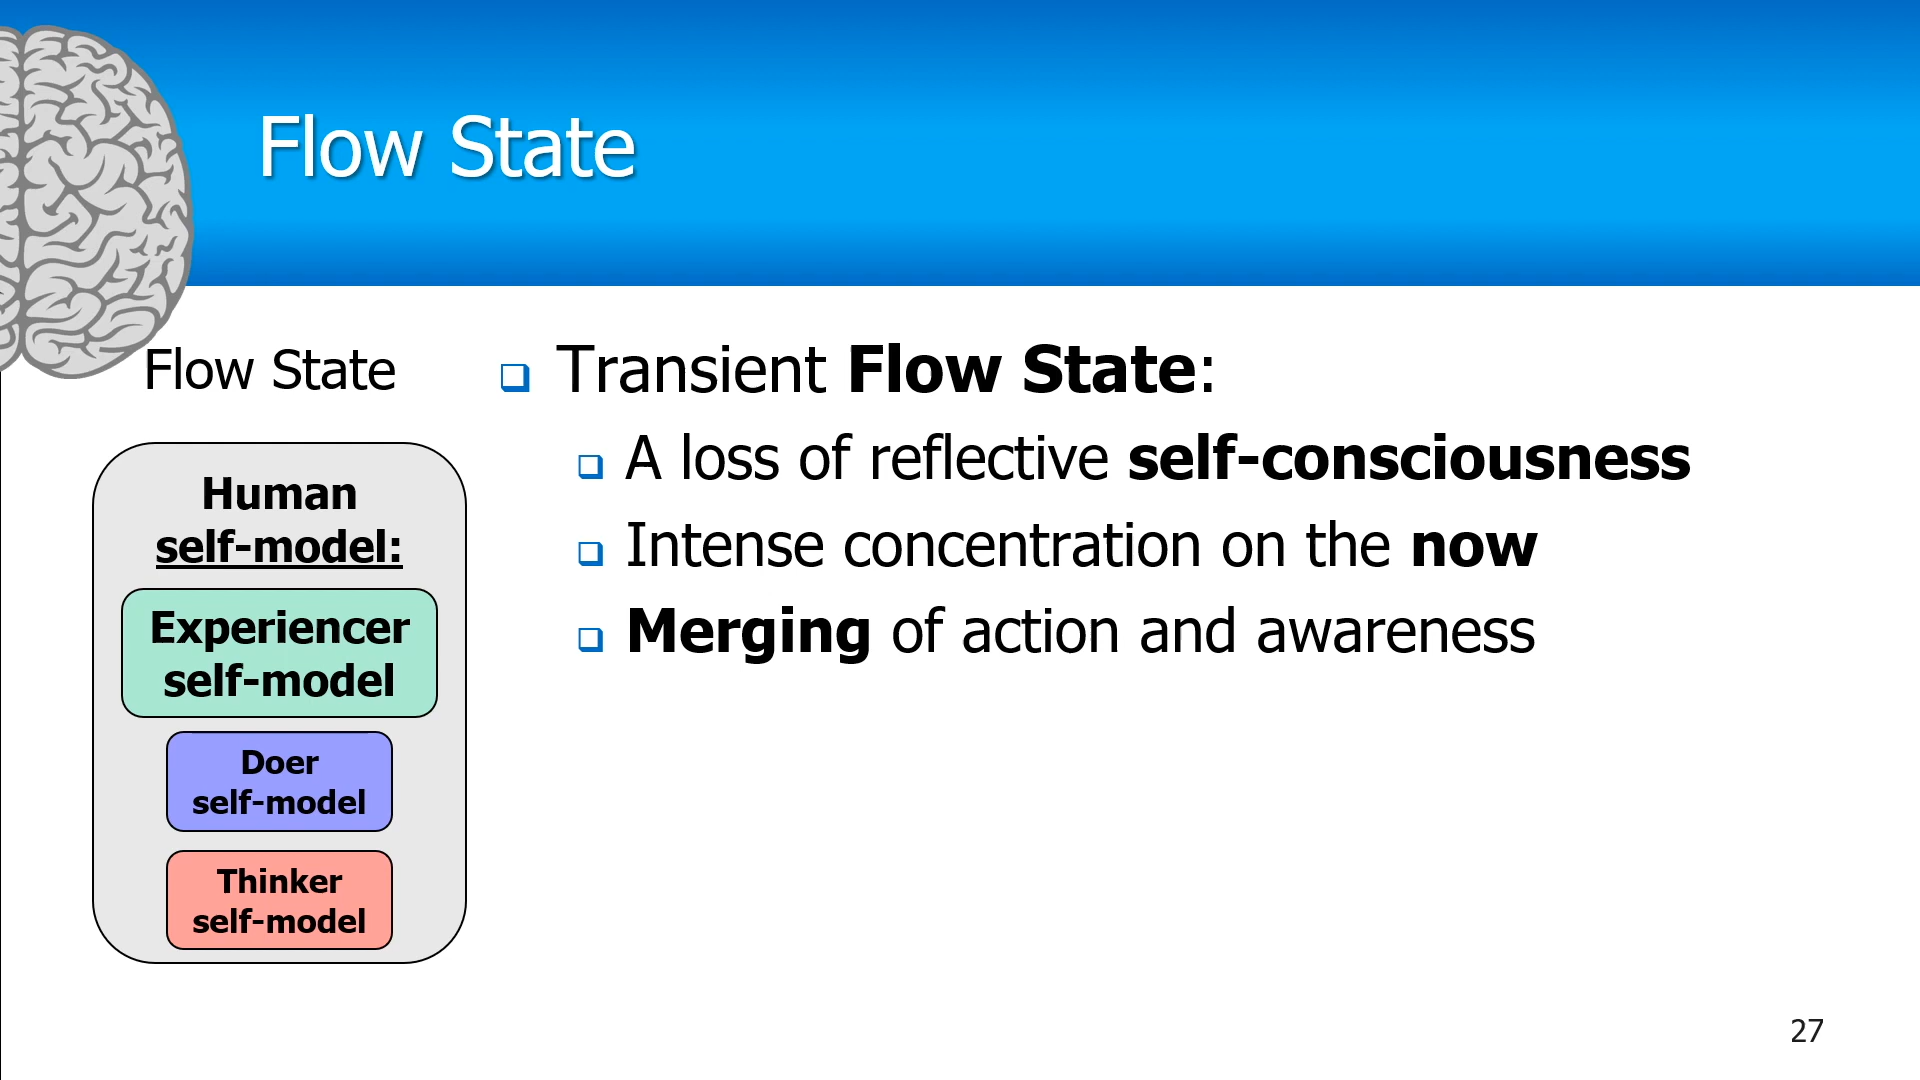 Flow State
Flow State
Human
self-model:
Experiencer
self-model
Doer
self-model
Thinker
self-model
Transient Flow State:
A loss of reflective self-consciousness
Intense concentration on the now
Merging of action and awareness
27